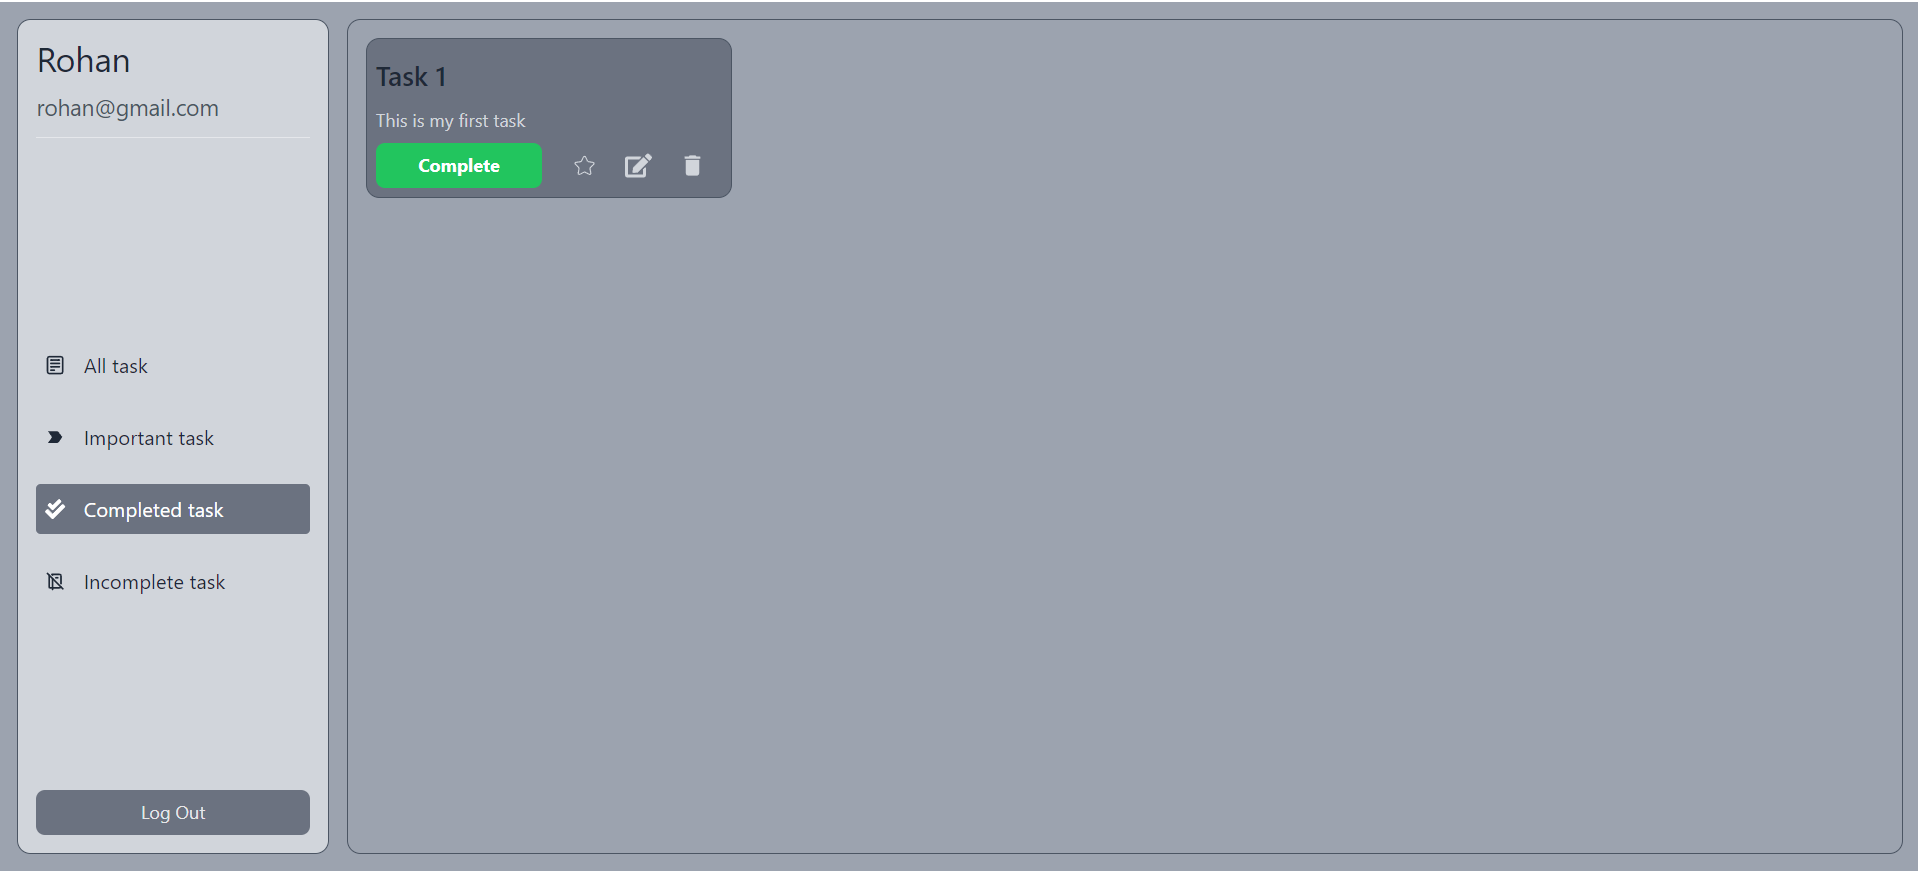 Rohan
rohan@gmail.com
All task
Important task
Completed task
Incomplete task
Log Out
Task 1
This is my first task
Complete